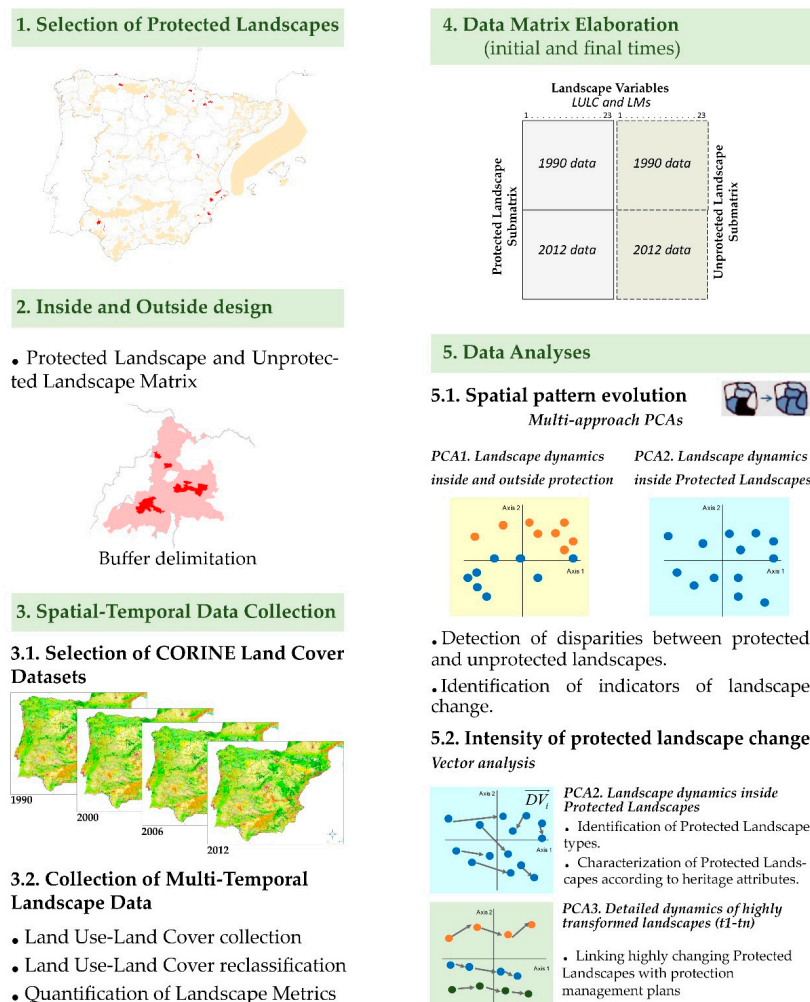 1. Selection of Protected Landscapes
2. Inside and Outside design
• Protected Landscape and Unprotec-
ted Landscape Matrix
Buffer delimitation
3. Spatial-Temporal Data Collection
3.1. Selection of CORINE Land Cover
Datasets
1990
2000
2006
2012
3.2. Collection of Multi-Temporal
Landscape Data
• Land Use-Land Cover collection
• Land Use-Land Cover reclassification
• Quantification of Landscape Metrics
4. Data Matrix Elaboration
(initial and final times)
Landscape Variables
LULC and LMs
1 . . . . . . . . . . . 23 1 . . . . . . . . . . . . 23
Protected Landscape
Submatrix
1990 data
1990 data
2012 data
2012 data
Unprotected Landscape
Submatrix
5. Data Analyses
5.1. Spatial pattern evolution
Multi-approach PCAs
PCA1. Landscape dynamics
inside and outside protection
PCA2. Landscape dynamics
inside Protected Landscapes
Axis 2
Axis 1
Axis 2
Axis 1
• Detection of disparities between protected
and unprotected landscapes.
• Identification of indicators of landscape
change.
5.2. Intensity of protected landscape change
Vector analysis
Axis 2
DVi
Axis 1
PCA2. Landscape dynamics inside
Protected Landscapes
• Identification of Protected Landscape
types.
• Characterization of Protected Lands-
capes according to heritage attributes.
Axis 2
Axis 1
PCA3. Detailed dynamics of highly
transformed landscapes (t1-tn)
• Linking highly changing Protected
Landscapes with protection
management plans